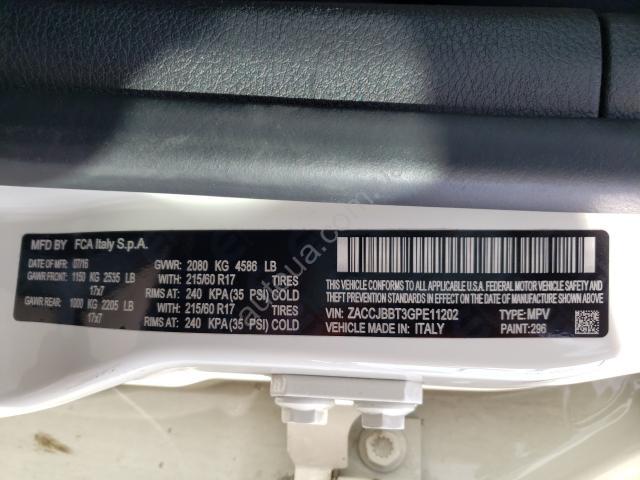 MFD BY FCA Italy S.p.A.
DATE OF MFR: 07/16 GVWR: 2080 KG 4586 LB
GAWR FRONT: 1150 KG 2535 LB WITH: 215/60 R17 TIRES
17x7 RIMS AT: 240 KPA(35 PSI) COLD
GAWR REAR: 1000 KG 2205 LB WITH: 215/60 R17 TIRES
17x7 RIMS AT: 240 KPA(35 PSI) COLD
THIS VEHICLE CONFORMS TO ALL APPLICABLE U.S.A. FEDERAL MOTOR VEHICLE
SAFETY, BUMPER, AND THEFT PREVENTION STANDARDS IN EFFECT ON THE DATE OF MANUFACTURE SHOWN ABOVE.
VIN: ZACCJBBT3GPE11202 TYPE: MPV
VEHICLE MADE IN: ITALY PAINT: 296